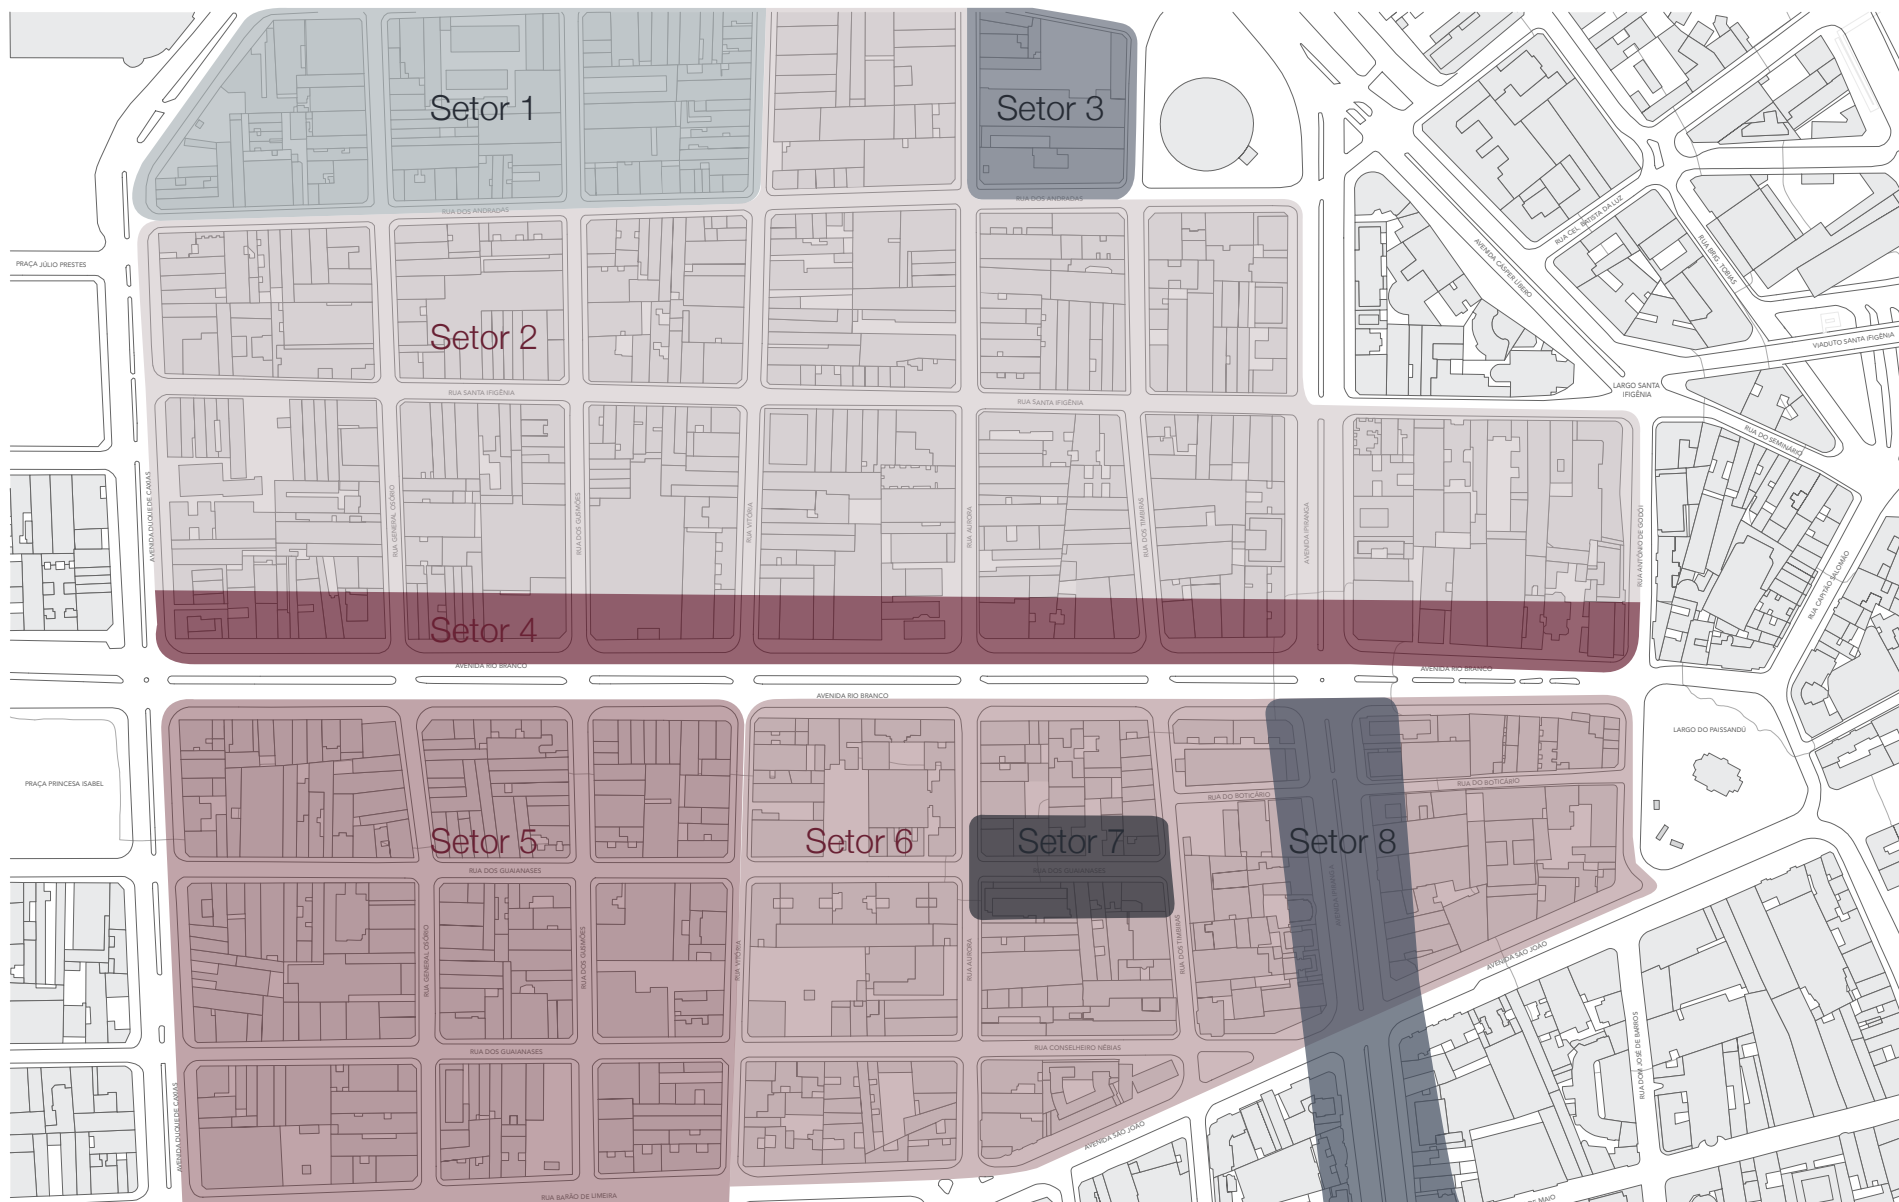 Setor 1
Setor 3
RUA DOS ANDRADAS
RUA DOS ANDRADAS
RUA CEL. BATISTA DA LUZ
AVENIDA CÁSPER LÍBERO
RUA BRIG. TOBIAS
PRAÇA JÚLIO PRESTES
Setor 2
VIADUTO SANTA IFIGÊNIA
RUA SANTA IFIGÊNIA
RUA SANTA IFIGÊNIA
LARGO SANTA
IFIGÊNIA
RUA DO SEMINÁRIO
AVENIDA DUQUE DE CAXIAS
RUA GENERAL OSÓRIO
RUA DOS GUSMÕES
RUA VITÓRIA
RUA AURORA
RUA DOS TIMBIRAS
AVENIDA IPIRANGA
RUA ANTÔNIO DE GODOI
RUA CAPITÃO SALOMÃO
Setor 4
AVENIDA RIO BRANCO
AVENIDA RIO BRANCO
AVENIDA RIO BRANCO
LARGO DO PAISSANDÚ
PRAÇA PRINCESA ISABEL
RUA DO BOTICÁRIO
RUA DO BOTICÁRIO
Setor 5
Setor 6
Setor 7
Setor 8
RUA DOS GUAIANASES
RUA DOS GUAIANASES
AVENIDA IPIRANGA
RUA GENERAL OSÓRIO
RUA DOS GUSMÕES
RUA VITÓRIA
RUA AURORA
RUA DOS TIMBIRAS
AVENIDA SÃO JOÃO
RUA DOS GUAIANASES
RUA CONSELHEIRO NÉBIAS
RUA DOM JOSÉ DE BARROS
AVENIDA DUQUE DE CAXIAS
AVENIDA SÃO JOÃO
RUA BARÃO DE LIMEIRA
DE MAIO